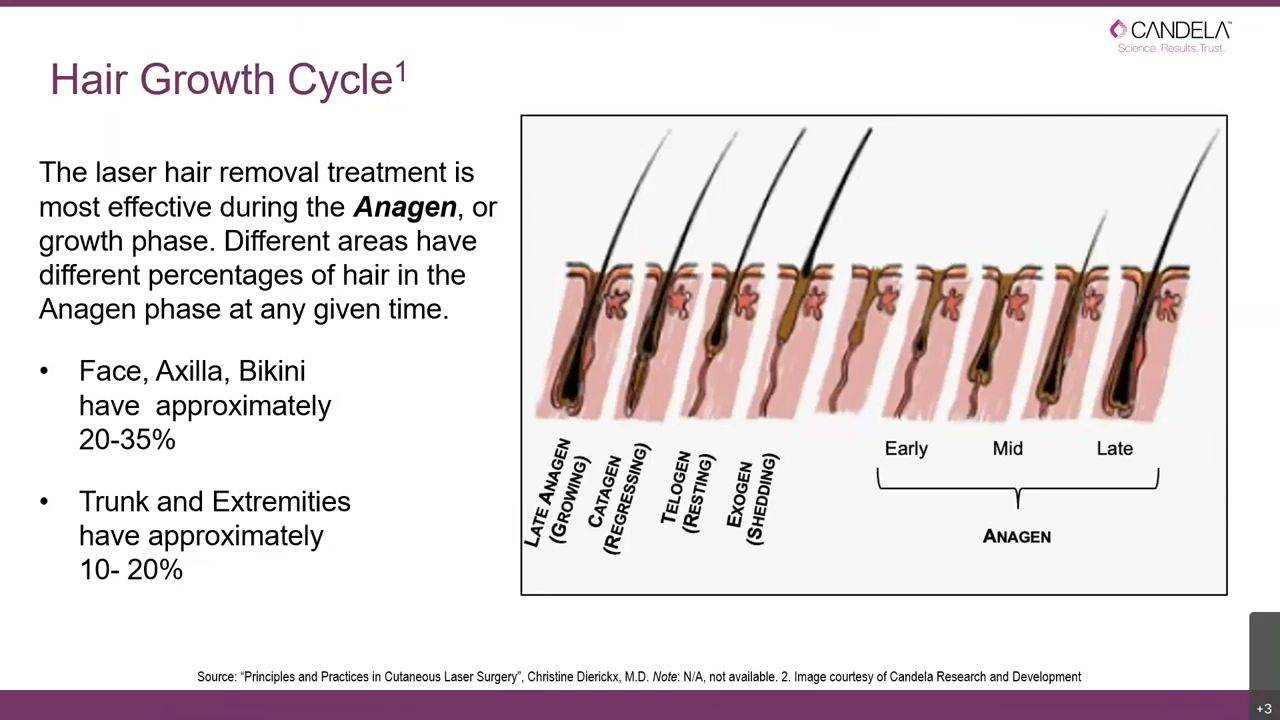 CANDELA™
Science. Results. Trust.
Hair Growth Cycle¹
The laser hair removal treatment is
most effective during the Anagen, or
growth phase. Different areas have
different percentages of hair in the
Anagen phase at any given time.
• Face, Axilla, Bikini
have approximately
20-35%
• Trunk and Extremities
have approximately
10- 20%
LATE ANAGEN
(GROWING)
CATAGEN
(REGRESSING)
TELOGEN
(RESTING)
EXOGEN
(SHEDDING)
Early
Mid
Late
ANAGEN
Source: “Principles and Practices in Cutaneous Laser Surgery”, Christine Dierickx, M.D. Note: N/A, not available. 2. Image courtesy of Candela Research and Development
+3